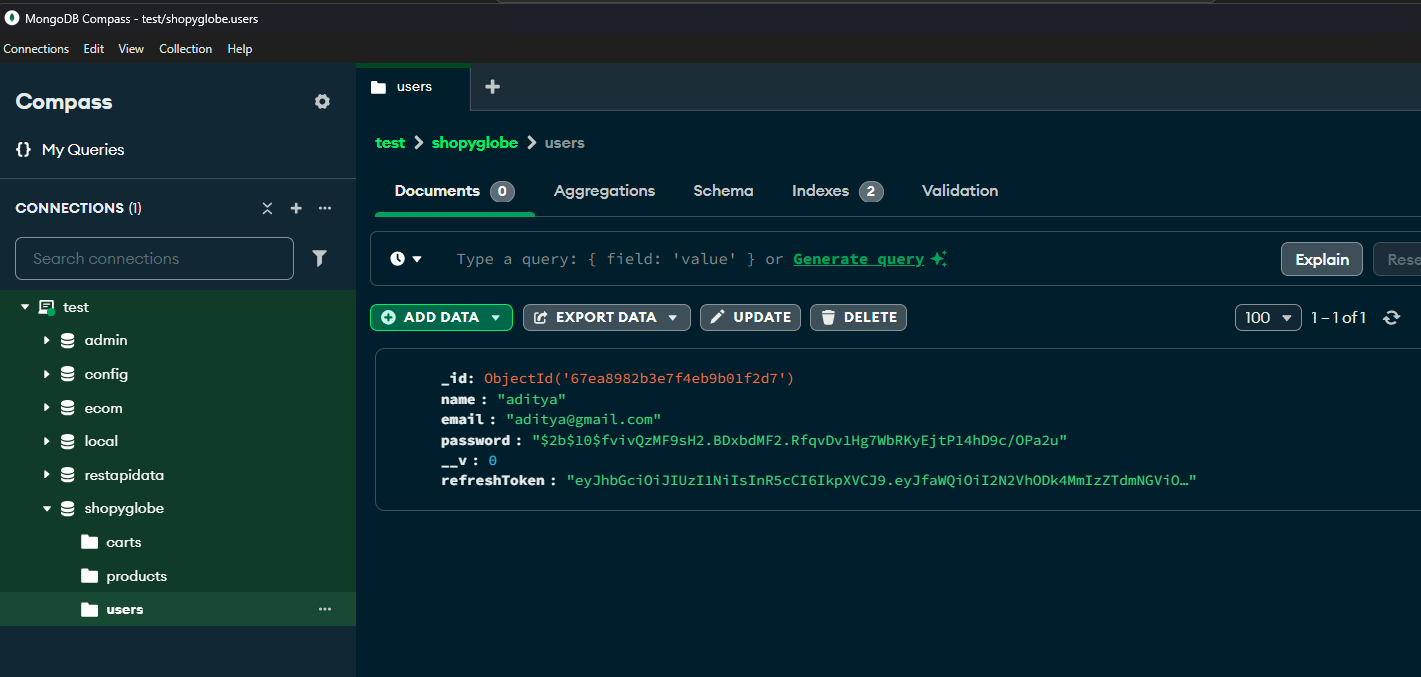 MongoDB Compass - test/shopyglobe.users
Connections Edit View Collection Help
Compass
{} My Queries
CONNECTIONS (1)
Search connections
test
admin
config
ecom
local
restapidata
shopyglobe
carts
products
users
users
test > shopyglobe > users
Documents 0 Aggregations Schema Indexes 2 Validation
Type a query: { field: 'value' } or Generate query
Explain Rese
ADD DATA EXPORT DATA UPDATE DELETE
100 1 – 1 of 1
_id: ObjectId('67ea8982b3e7f4eb9b01f2d7')
name : "aditya"
email : "aditya@gmail.com"
password : "$2b$10$fvivQzMF9sH2.BDxbdMF2.RfqvDv1Hg7WbRKyEjtPl4hD9c/OPa2u"
__v : 0
refreshToken : "eyJhbGciOiJIUzI1NiIsInR5cCI6IkpXVCJ9.eyJfaWQiOiI2N2VhODk4MmIzZTdmNGViO…"